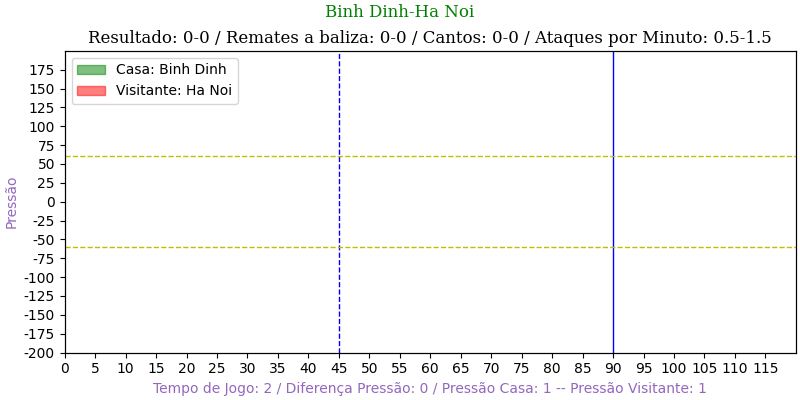 Binh Dinh-Ha Noi
Resultado: 0-0 / Remates a baliza: 0-0 / Cantos: 0-0 / Ataques por Minuto: 0.5-1.5
Casa: Binh Dinh
Visitante: Ha Noi
Pressão
175
150
125
100
75
50
25
0
-25
-50
-75
-100
-125
-150
-175
-200
0 5 10 15 20 25 30 35 40 45 50 55 60 65 70 75 80 85 90 95 100 105 110 115
Tempo de Jogo: 2 / Diferença Pressão: 0 / Pressão Casa: 1 -- Pressão Visitante: 1